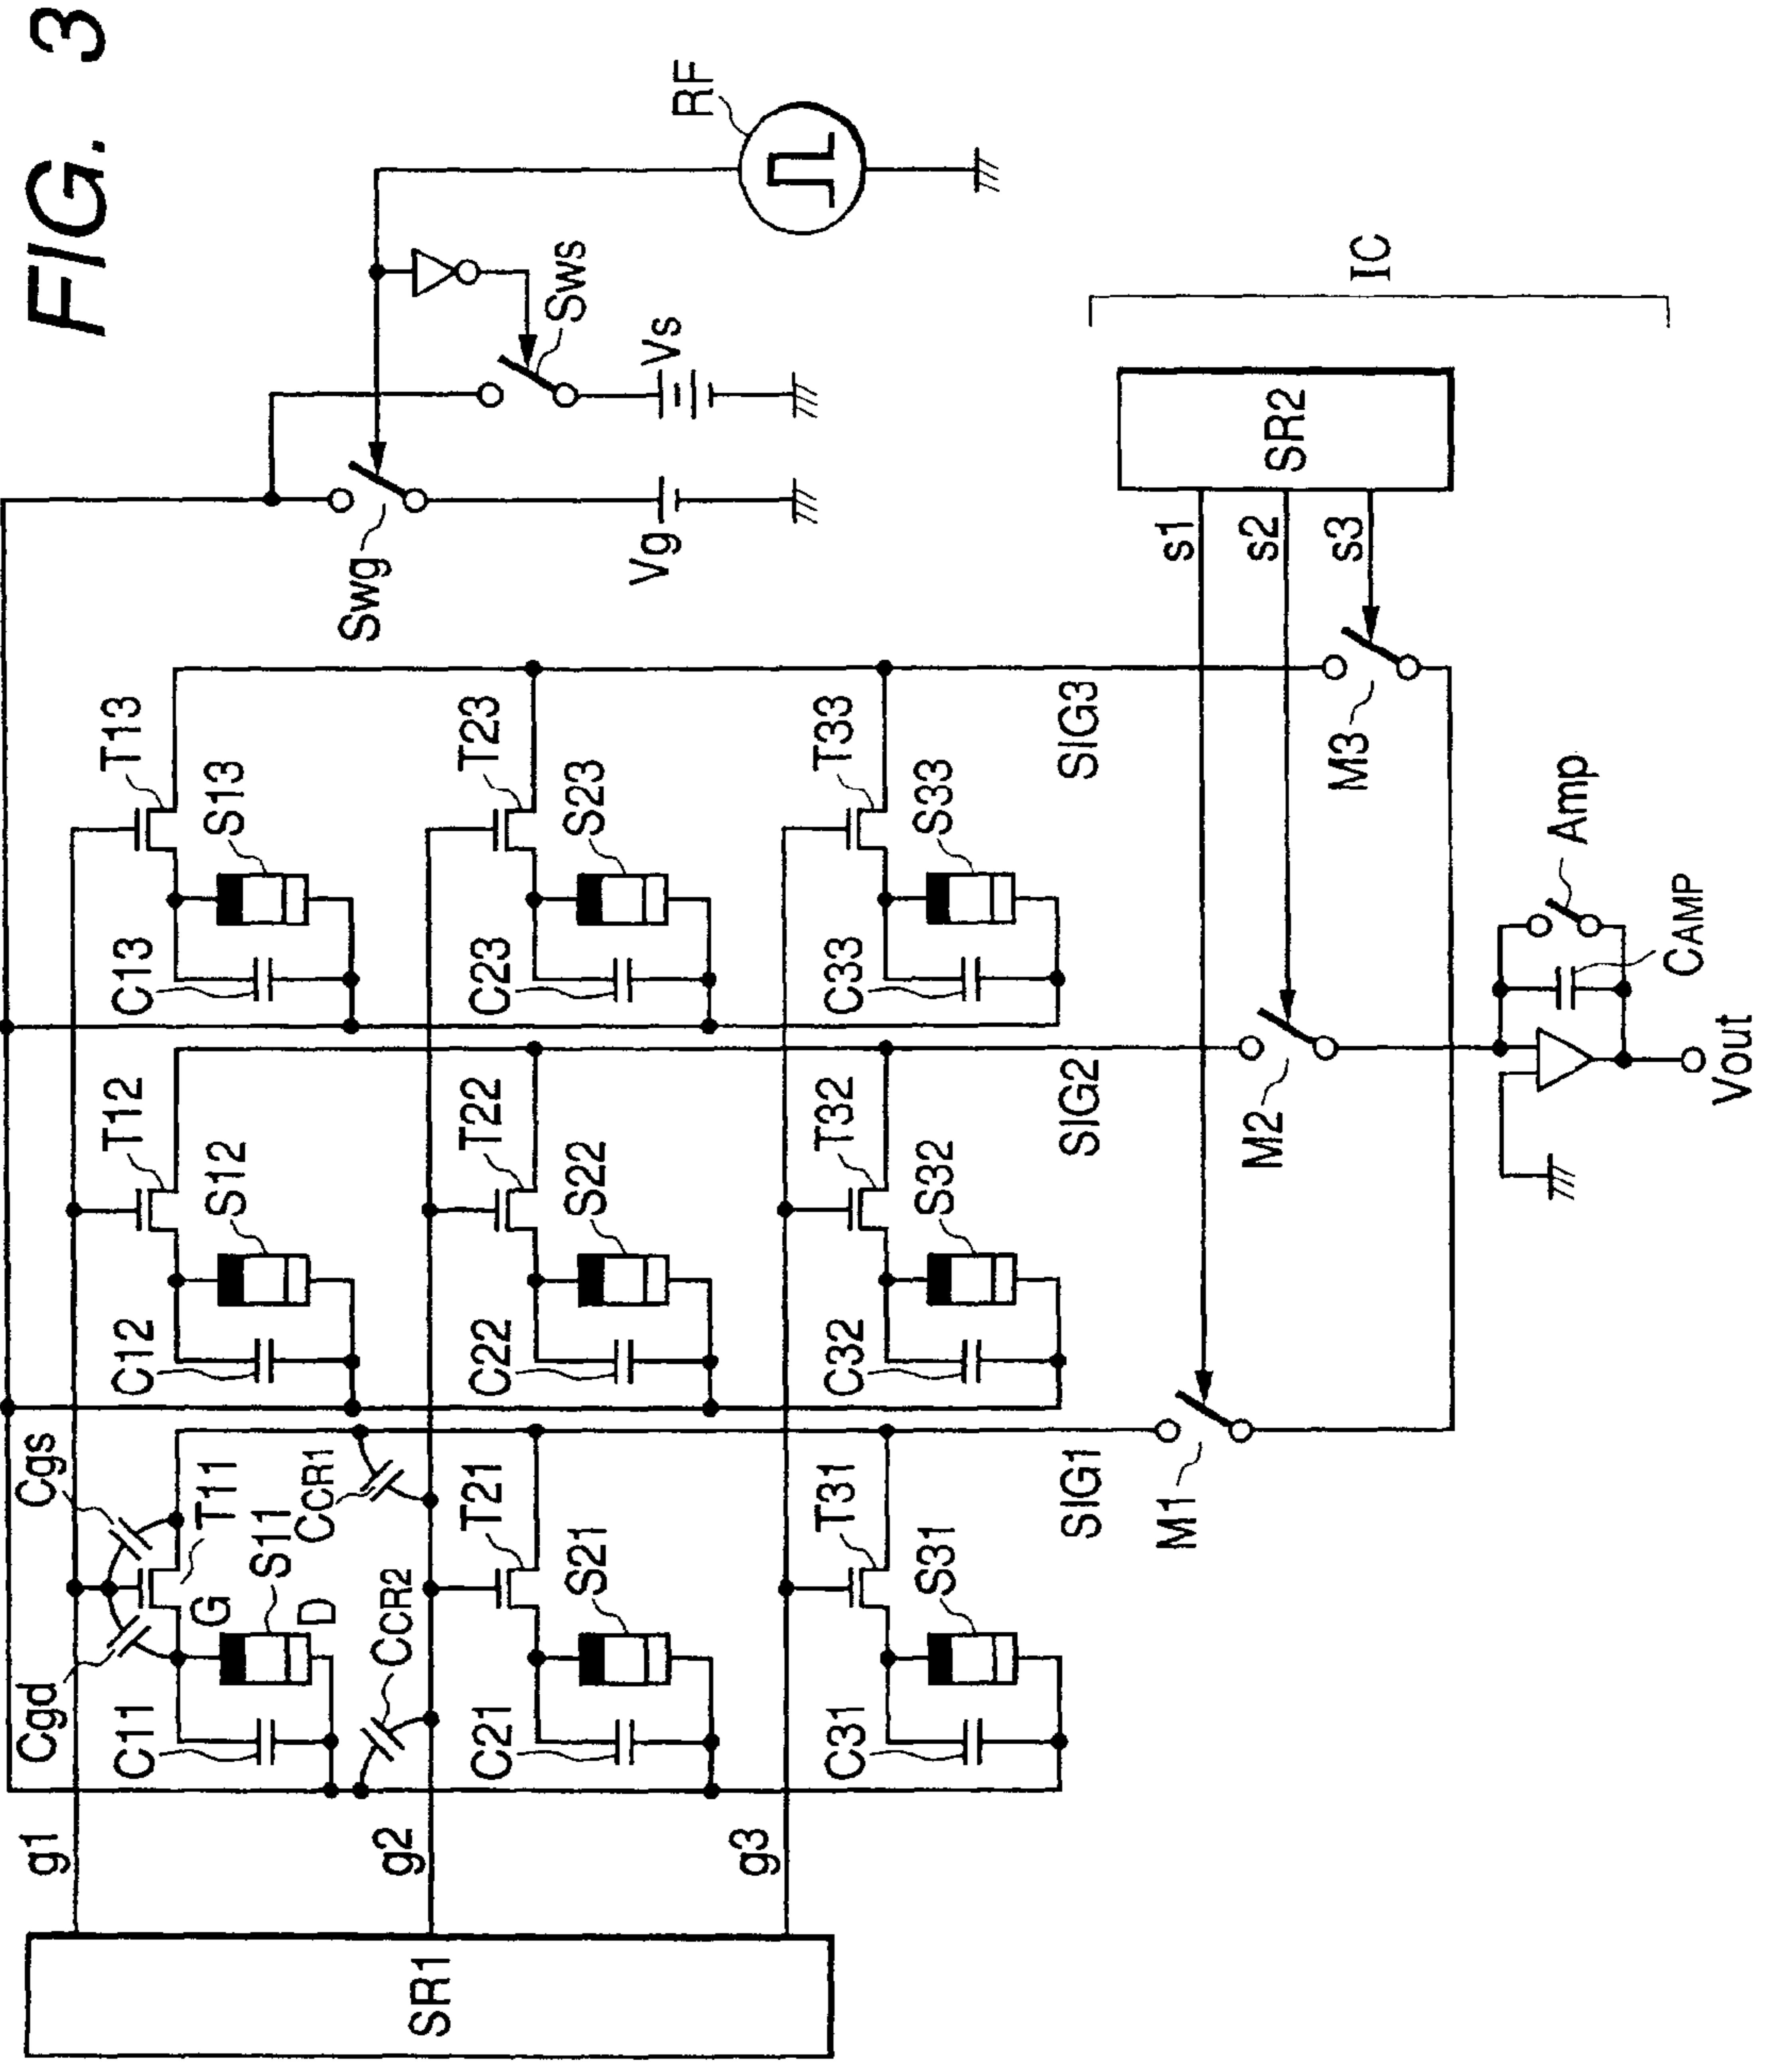 FIG. 3
g1
Cgd
Cgs
C11
G
T11
S11
D
CCR1
CCR2
C12
T12
S12
C13
T13
S13
Swg
Sws
Vg
Vs
RF
SR1
g2
C21
T21
S21
C22
T22
S22
C23
T23
S23
g3
C31
T31
S31
C32
T32
S32
C33
T33
S33
SIG1
SIG2
SIG3
M1
M2
M3
s1
s2
s3
SR2
IC
Amp
CAMP
Vout